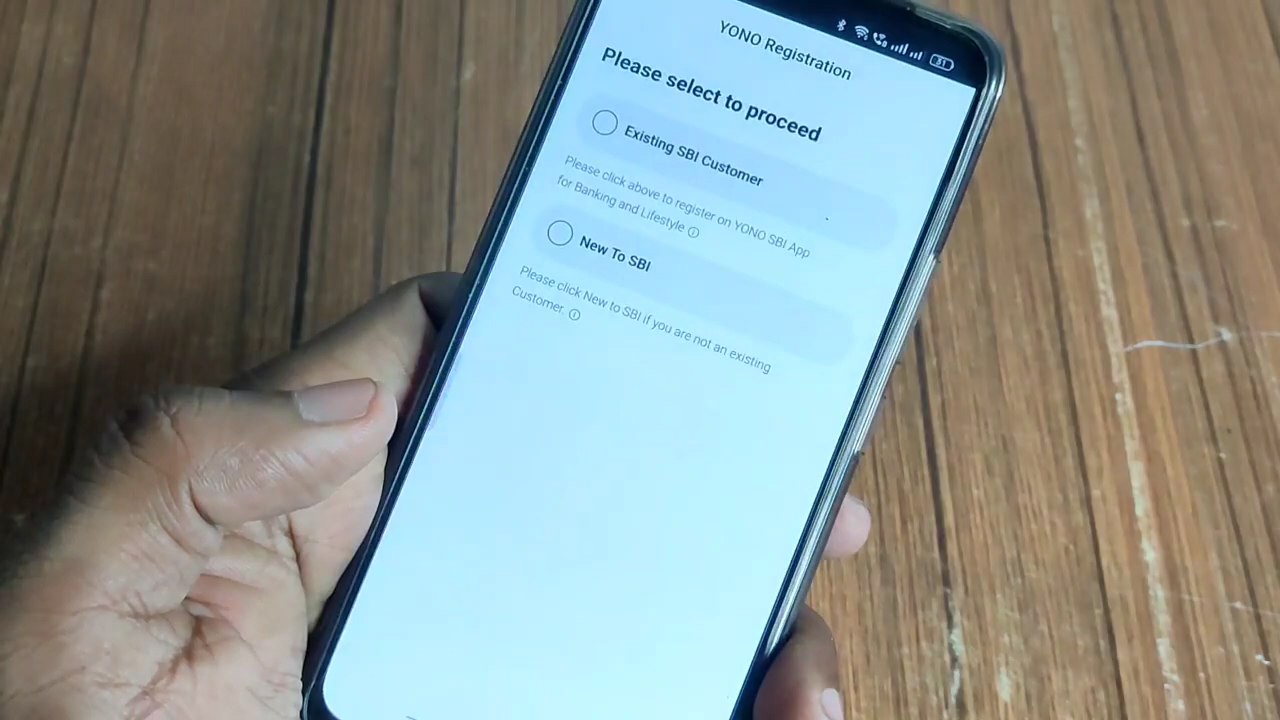 31
YONO Registration
Please select to proceed
Existing SBI Customer
Please click above to register on YONO SBI App
for Banking and Lifestyle
New To SBI
Please click New to SBI if you are not an existing
Customer.